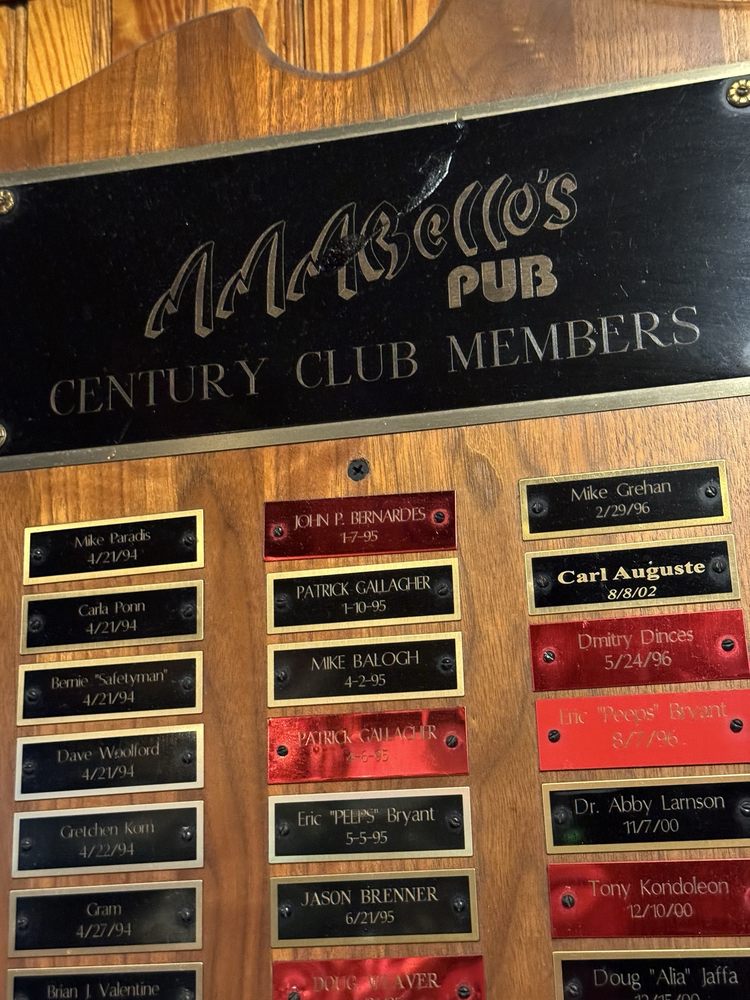 MABello's
PUB
CENTURY CLUB MEMBERS
Mike Paradis
4/21/94
Carla Ponn
4/21/94
Bernie "Safetyman"
4/21/94
Dave Woolford
4/21/94
Gretchen Korn
4/22/94
Gram
4/27/94
Brian J. Valentine
JOHN P. BERNARDES
1-7-95
PATRICK GALLAGHER
1-10-95
MIKE BALOGH
4-2-95
PATRICK GALLAGHER
Eric "PEEPS" Bryant
5-5-95
JASON BRENNER
6/21/95
DOUG WEAVER
Mike Grehan
2/29/96
Carl Auguste
8/8/02
Dmitry Dinces
5/24/96
Eric "Peeps" Bryant
8/7/96
Dr. Abby Larnson
11/7/00
Tony Kondoleon
12/10/00
Doug "Alia" Jaffa